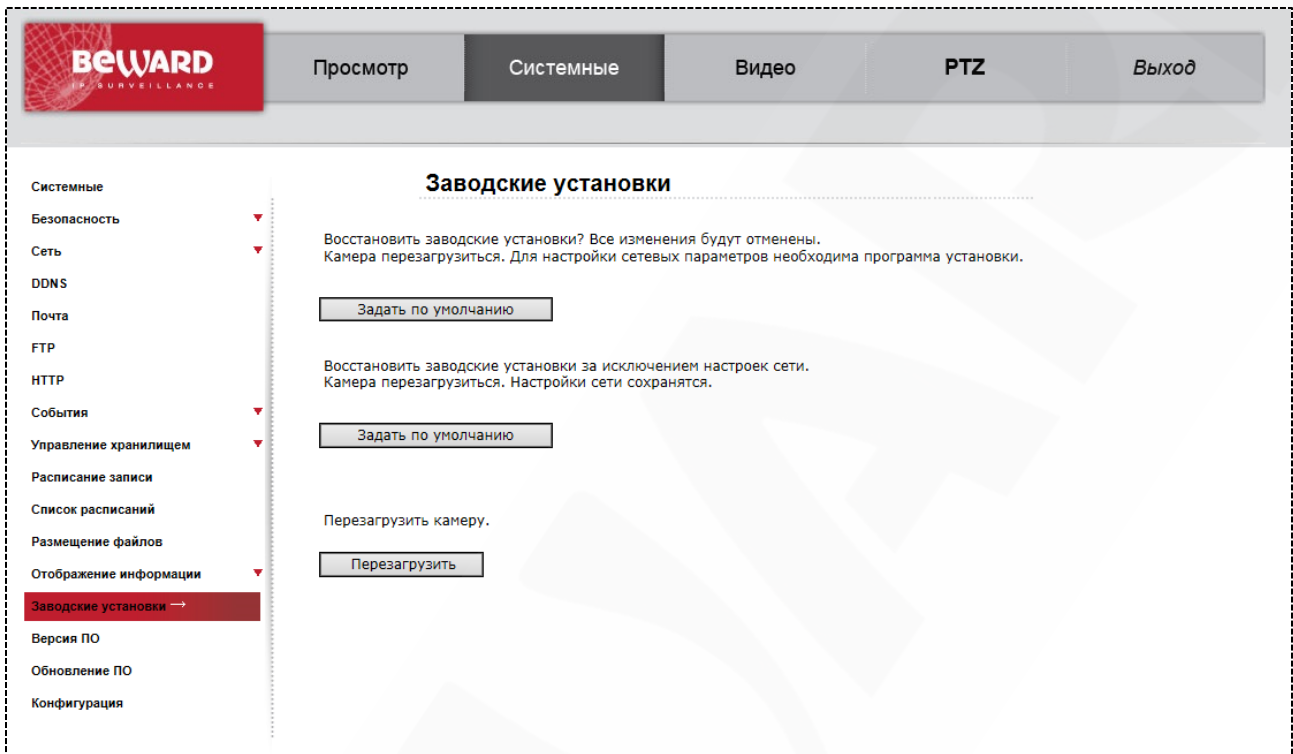 BEWARD
IP SURVEILLANCE
Просмотр
Системные
Видео
PTZ
Выход
Системные
Безопасность
Сеть
DDNS
Почта
FTP
HTTP
События
Управление хранилищем
Расписание записи
Список расписаний
Размещение файлов
Отображение информации
Заводские установки →
Версия ПО
Обновление ПО
Конфигурация
Заводские установки
Восстановить заводские установки? Все изменения будут отменены.
Камера перезагрузиться. Для настройки сетевых параметров необходима программа установки.
Задать по умолчанию
Восстановить заводские установки за исключением настроек сети.
Камера перезагрузиться. Настройки сети сохранятся.
Задать по умолчанию
Перезагрузить камеру.
Перезагрузить